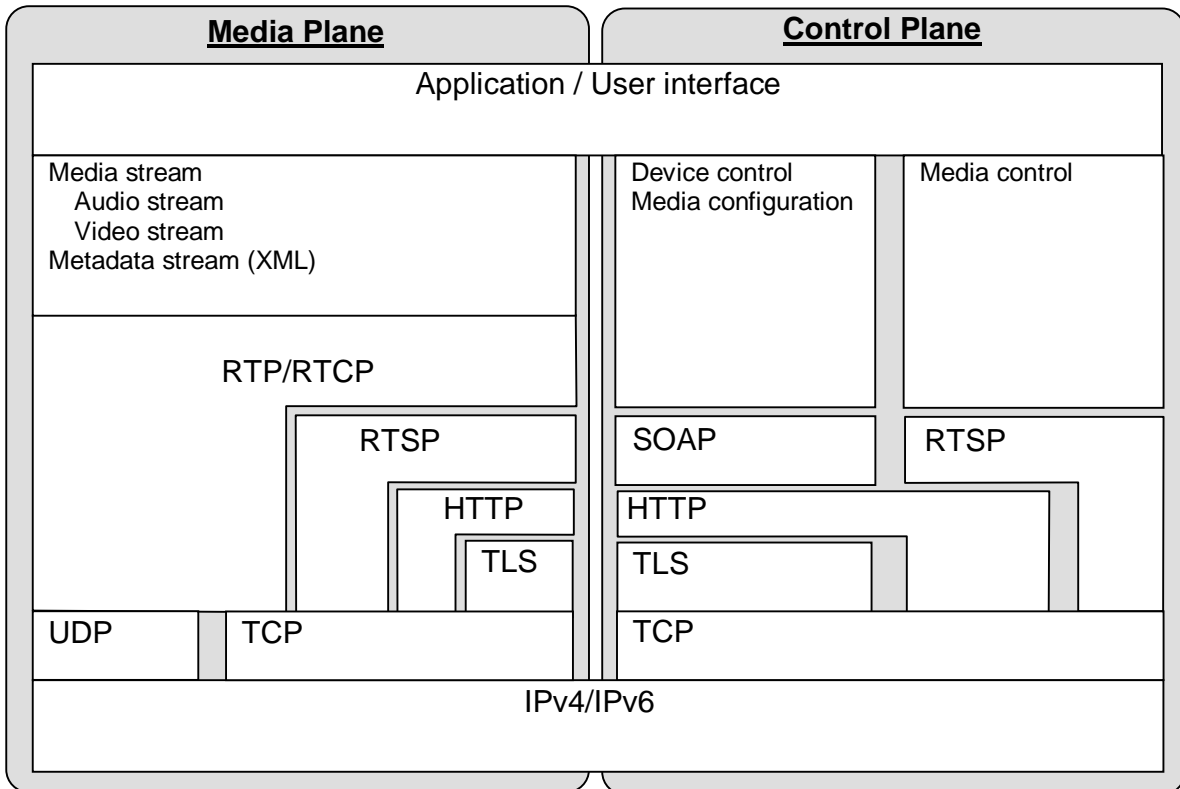 Media Plane
Control Plane
Application / User interface
Media stream
Audio stream
Video stream
Metadata stream (XML)
Device control
Media configuration
Media control
RTP/RTCP
RTSP
SOAP
RTSP
HTTP
HTTP
TLS
TLS
UDP
TCP
TCP
IPv4/IPv6